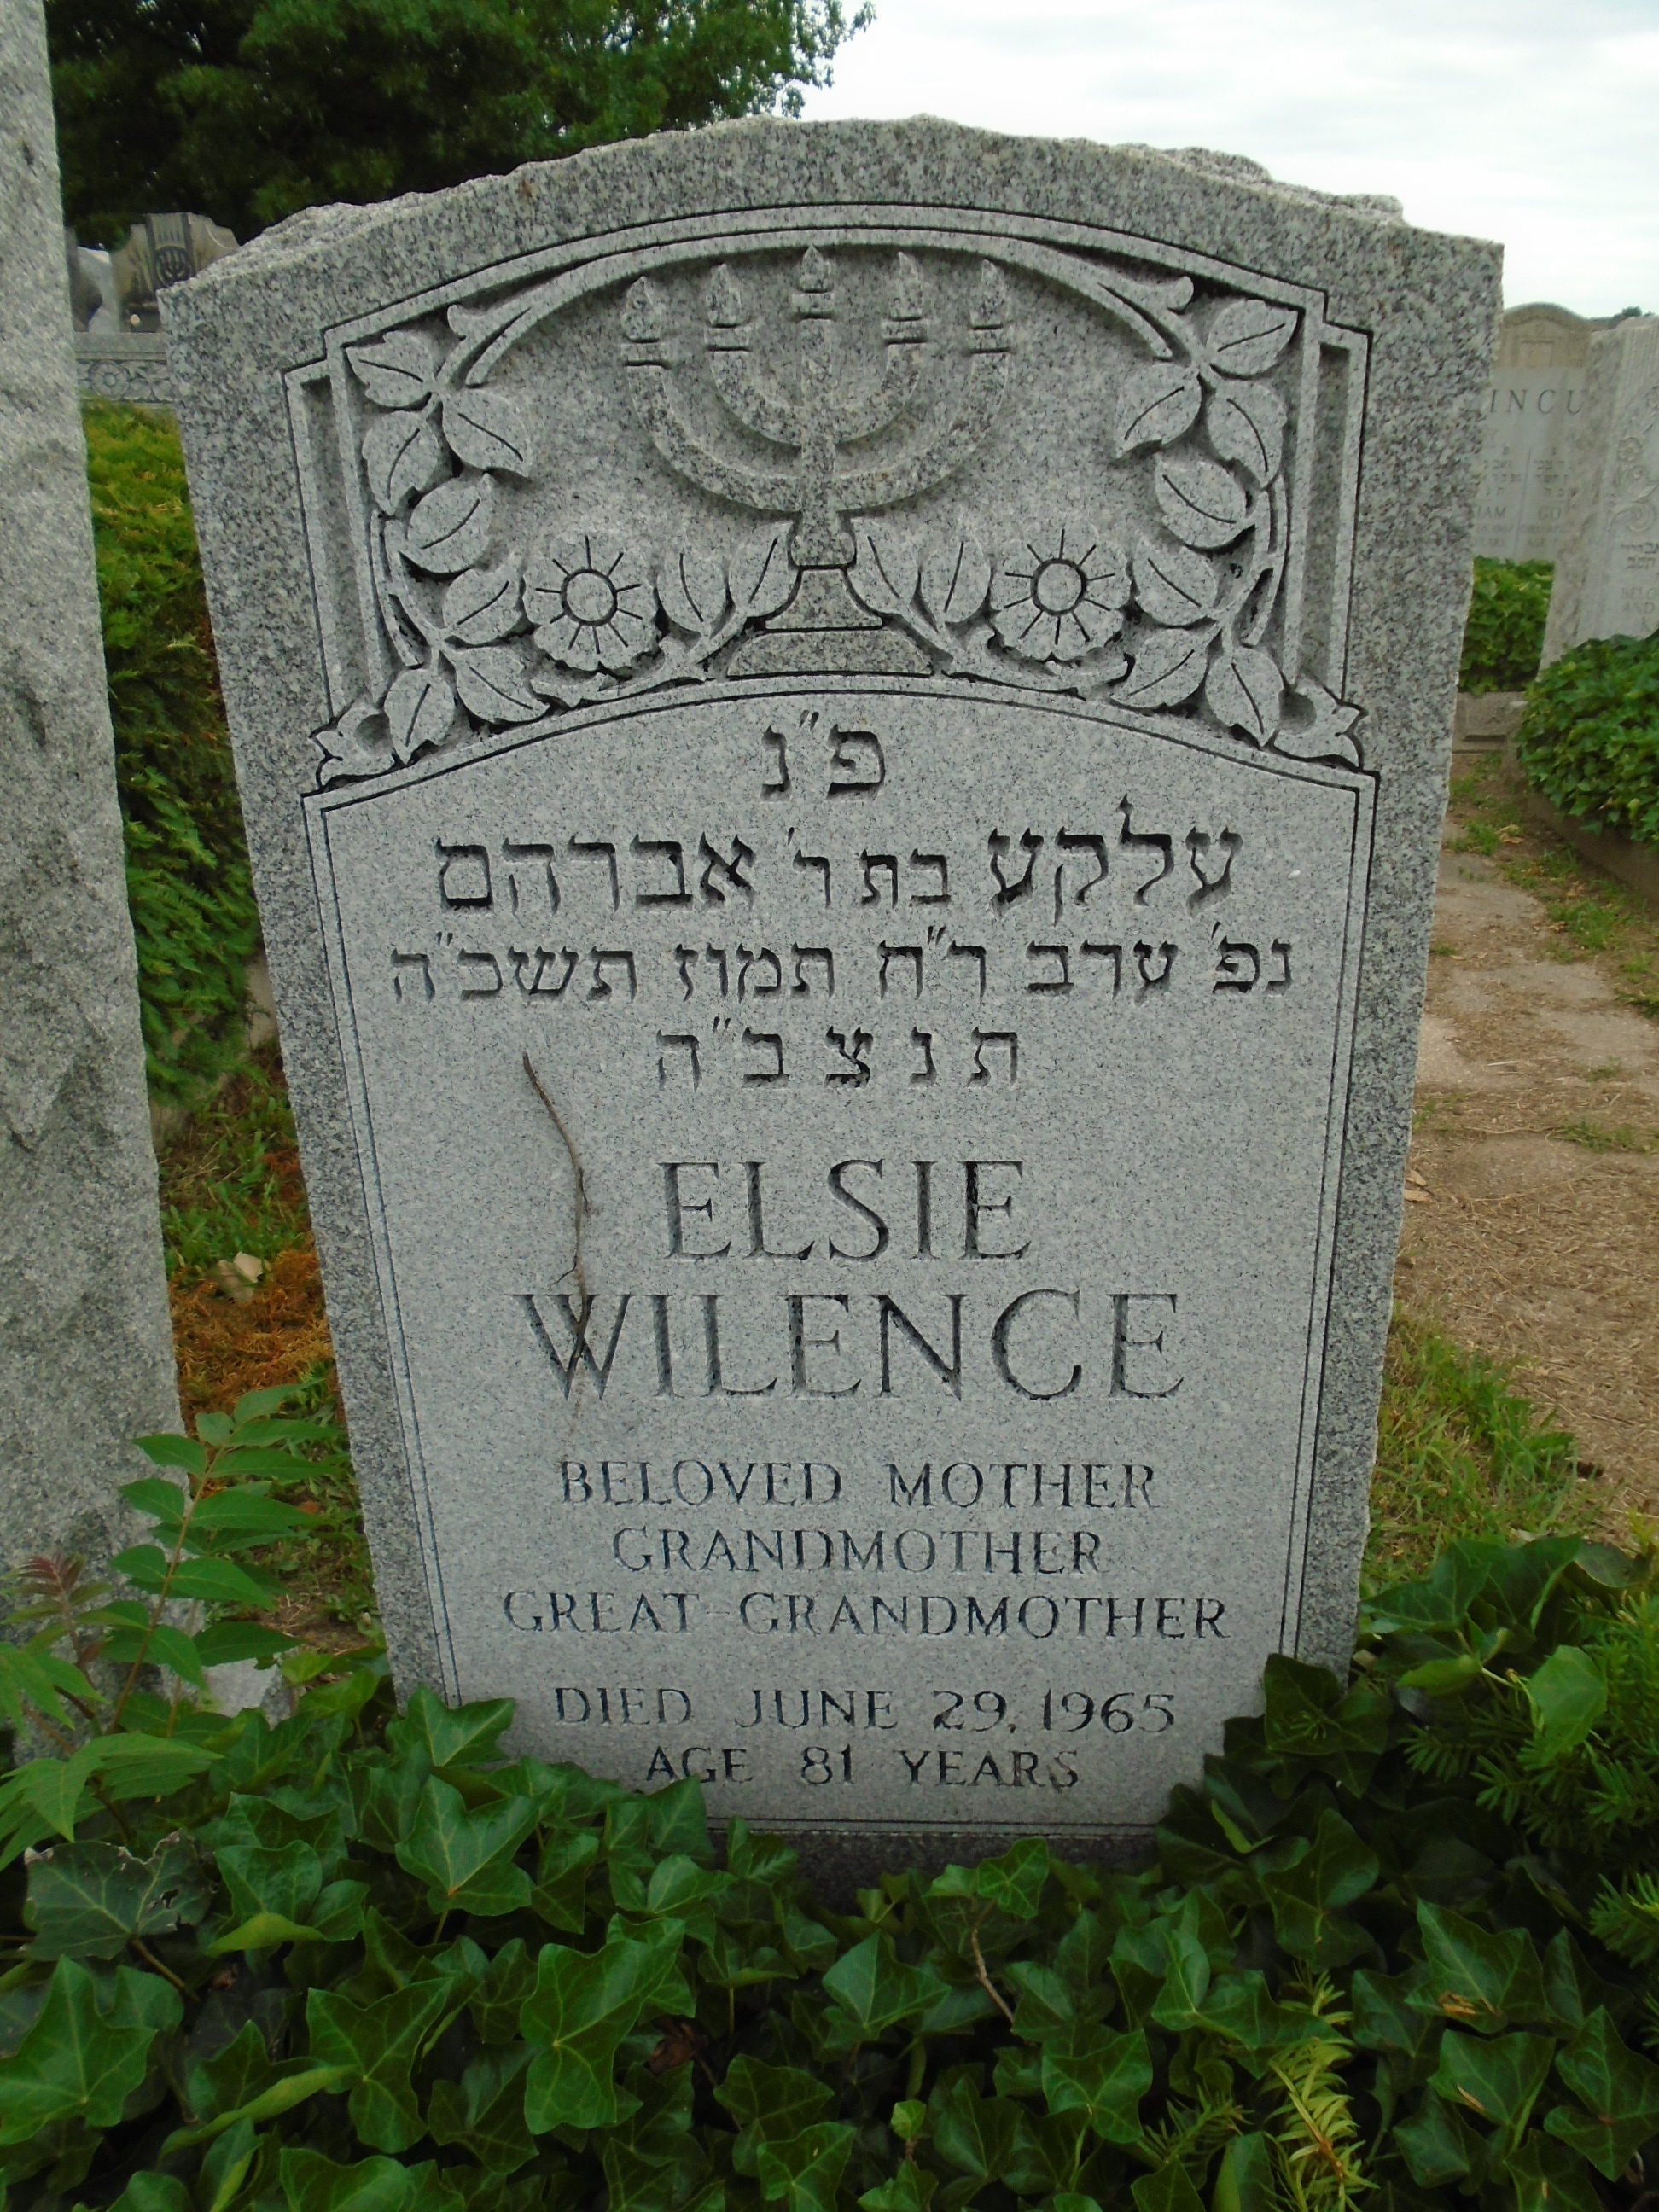 פ"נ
עלקע בת ר' אברהם
נפ' ערב ר"ח תמוז תשכ"ה
ת נ צ ב"ה
ELSIE
WILENCE
BELOVED MOTHER
GRANDMOTHER
GREAT-GRANDMOTHER
DIED JUNE 29, 1965
AGE 81 YEARS